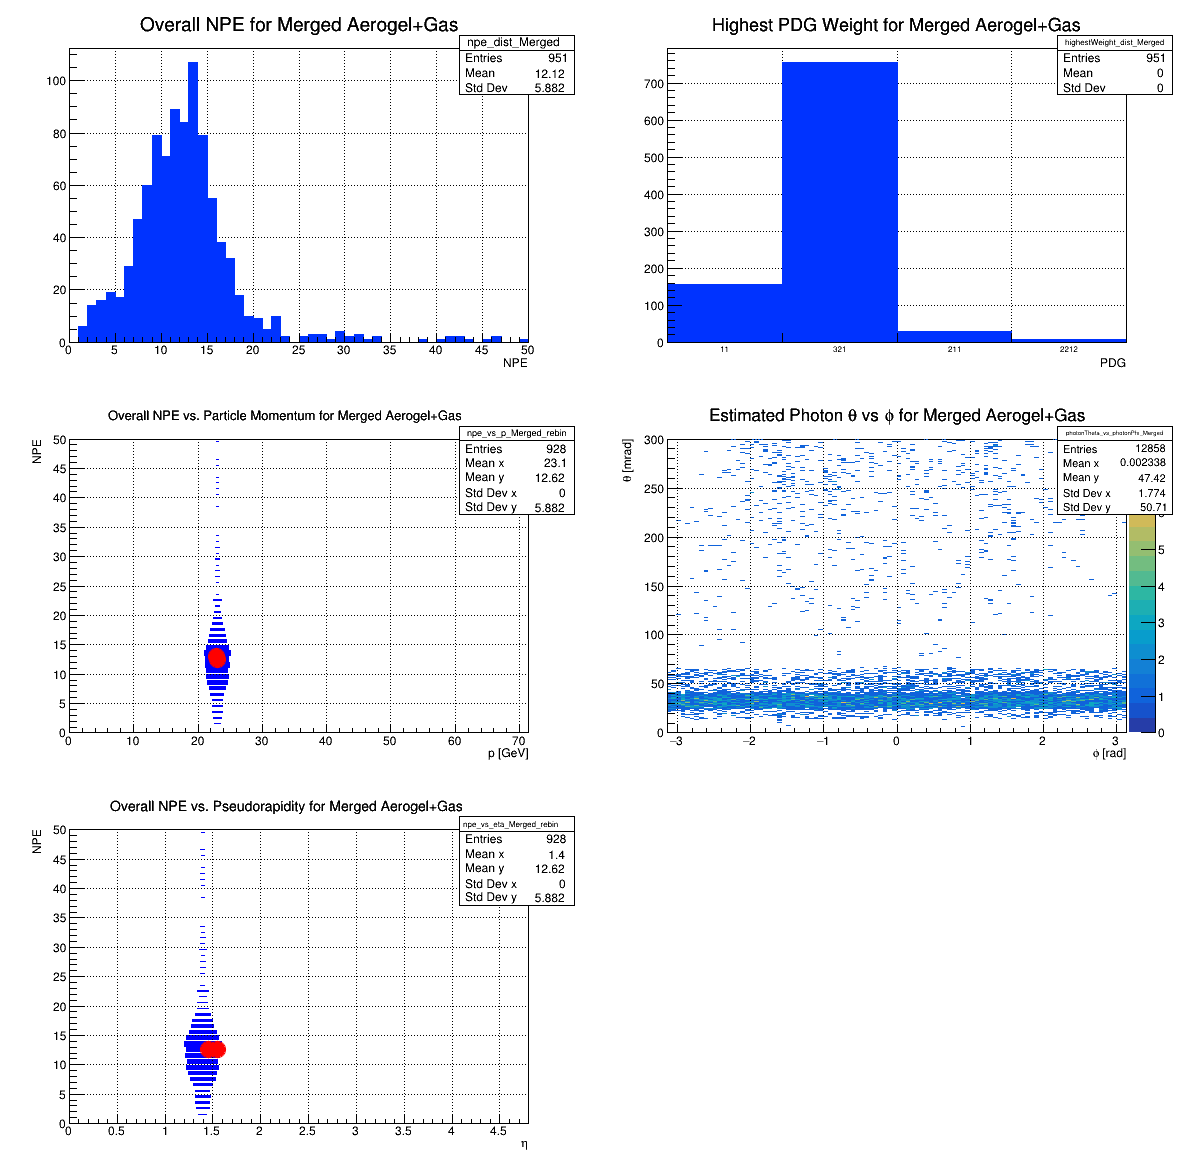 Overall NPE for Merged Aerogel+Gas
npe_dist_Merged
Entries 951
Mean 12.12
Std Dev 5.882
100
80
60
40
20
0
0 5 10 15 20 25 30 35 40 45 50
NPE
Highest PDG Weight for Merged Aerogel+Gas
highestWeight_dist_Merged
Entries 951
Mean 0
Std Dev 0
700
600
500
400
300
200
100
0
11 321 211 2212
PDG
Overall NPE vs. Particle Momentum for Merged Aerogel+Gas
npe_vs_p_Merged_rebin
Entries 928
Mean x 23.1
Mean y 12.62
Std Dev x 0
Std Dev y 5.882
NPE
50
45
40
35
30
25
20
15
10
5
0
0 10 20 30 40 50 60 70
p [GeV]
Estimated Photon θ vs ϕ for Merged Aerogel+Gas
photonTheta_vs_photonPhi_Merged
Entries 12858
Mean x 0.002338
Mean y 47.42
Std Dev x 1.774
Std Dev y 50.71
θ [mrad]
300
250
200
150
100
50
0
−3 −2 −1 0 1 2 3
ϕ [rad]
5
4
3
2
1
0
Overall NPE vs. Pseudorapidity for Merged Aerogel+Gas
npe_vs_eta_Merged_rebin
Entries 928
Mean x 1.4
Mean y 12.62
Std Dev x 0
Std Dev y 5.882
NPE
50
45
40
35
30
25
20
15
10
5
0
0 0.5 1 1.5 2 2.5 3 3.5 4 4.5
η